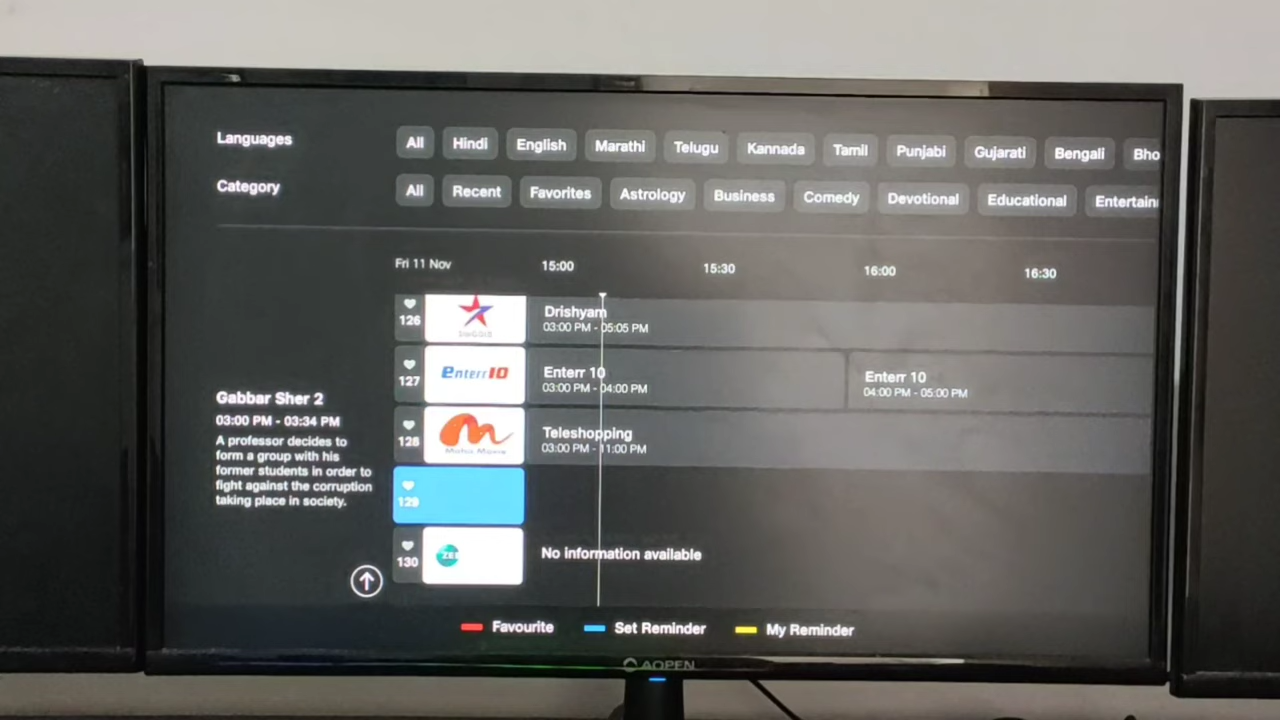 Languages All Hindi English Marathi Telugu Kannada Tamil Punjabi Gujarati Bengali Bho
Category All Recent Favorites Astrology Business Comedy Devotional Educational Entertain
Fri 11 Nov 15:00 15:30 16:00 16:30
126 StarGOLD Drishyam
03:00 PM - 05:05 PM
127 Enterr10 Enterr 10
03:00 PM - 04:00 PM
Enterr 10
04:00 PM - 05:00 PM
Gabbar Sher 2
03:00 PM - 03:34 PM
A professor decides to
form a group with his
former students in order to
fight against the corruption
taking place in society.
128 Teleshopping
03:00 PM - 11:00 PM
129
130 ZEE No information available
Favourite Set Reminder My Reminder
AOPEN